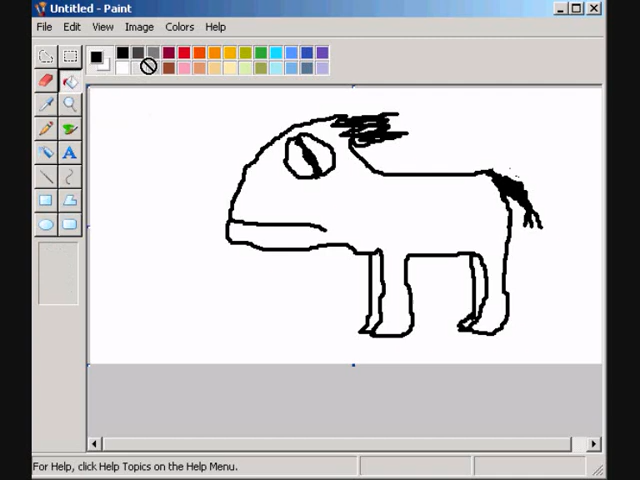 Untitled - Paint
File Edit View Image Colors Help
A
For Help, click Help Topics on the Help Menu.